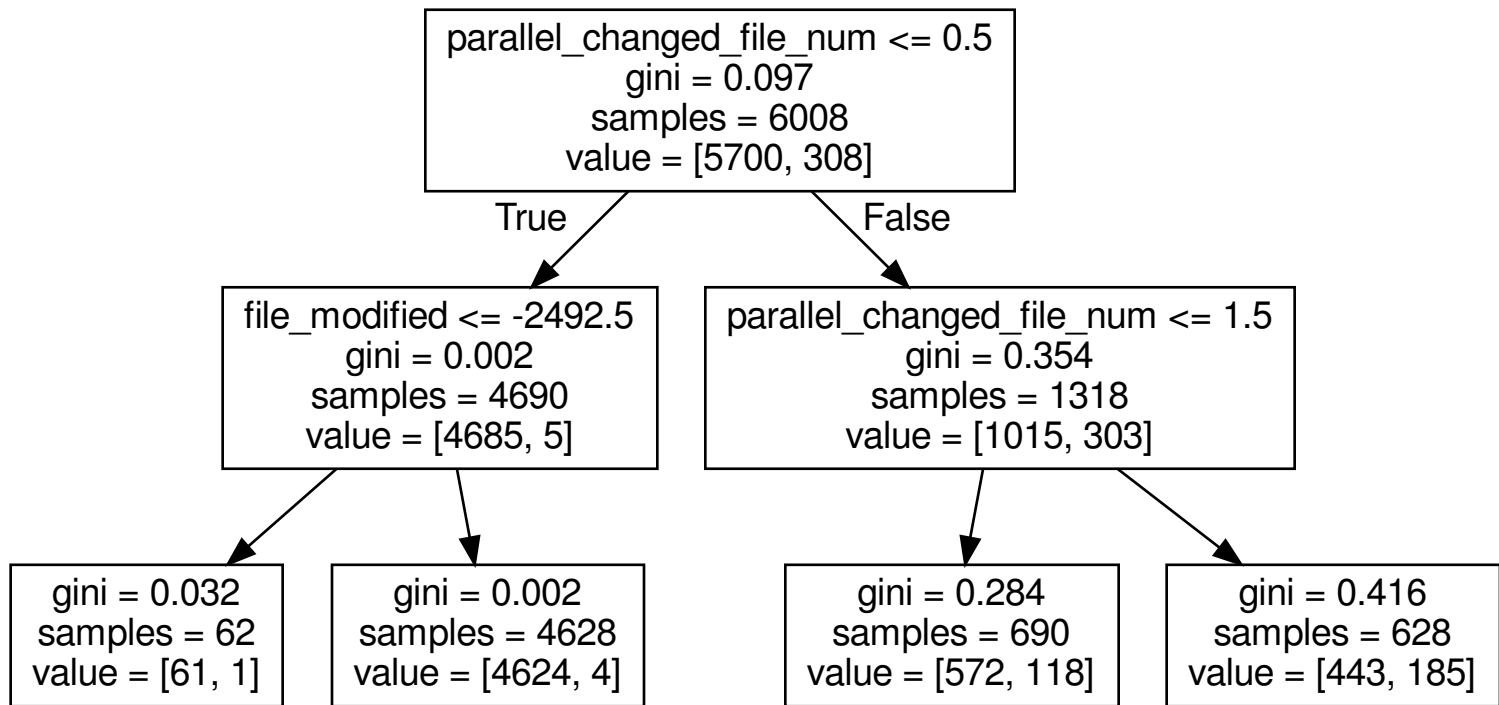 parallel_changed_file_num <= 0.5
gini = 0.097
samples = 6008
value = [5700, 308]
True
False
file_modified <= -2492.5
gini = 0.002
samples = 4690
value = [4685, 5]
parallel_changed_file_num <= 1.5
gini = 0.354
samples = 1318
value = [1015, 303]
gini = 0.032
samples = 62
value = [61, 1]
gini = 0.002
samples = 4628
value = [4624, 4]
gini = 0.284
samples = 690
value = [572, 118]
gini = 0.416
samples = 628
value = [443, 185]